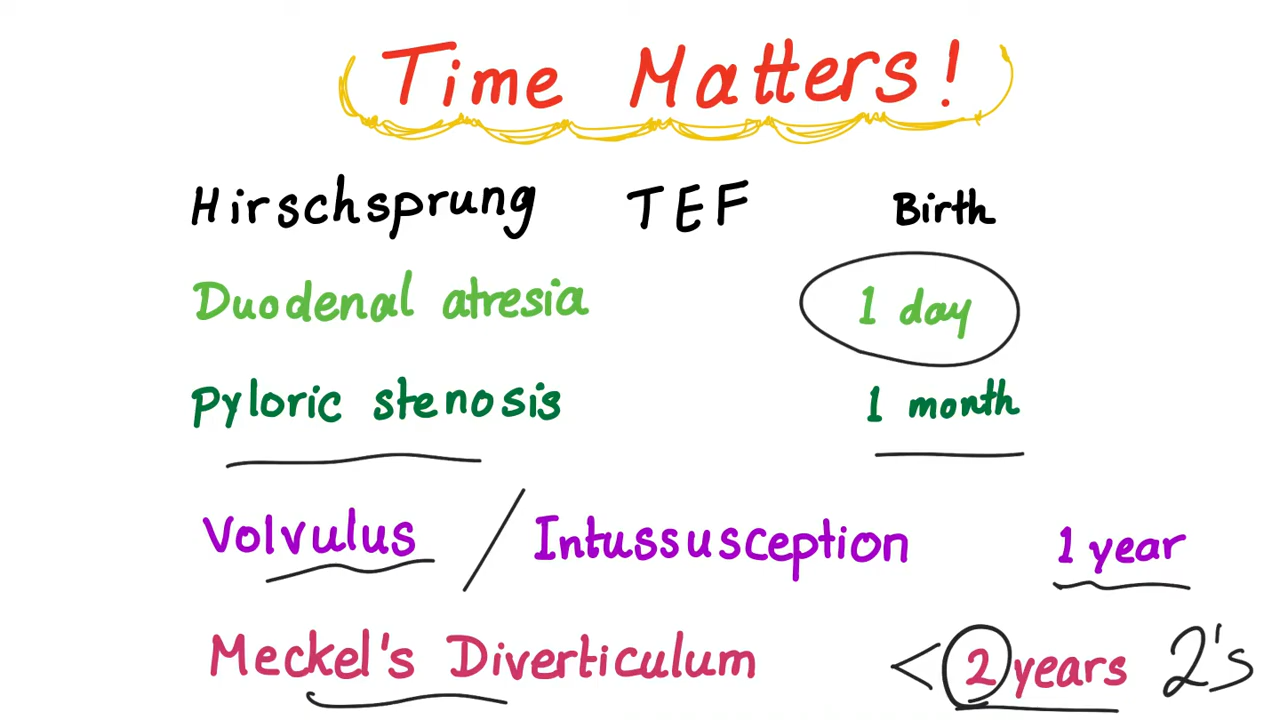 Time Matters!
Hirschsprung TEF Birth
Duodenal atresia 1 day
Pyloric stenosis 1 month
Volvulus / Intussusception 1 year
Meckel's Diverticulum < 2 years 2's